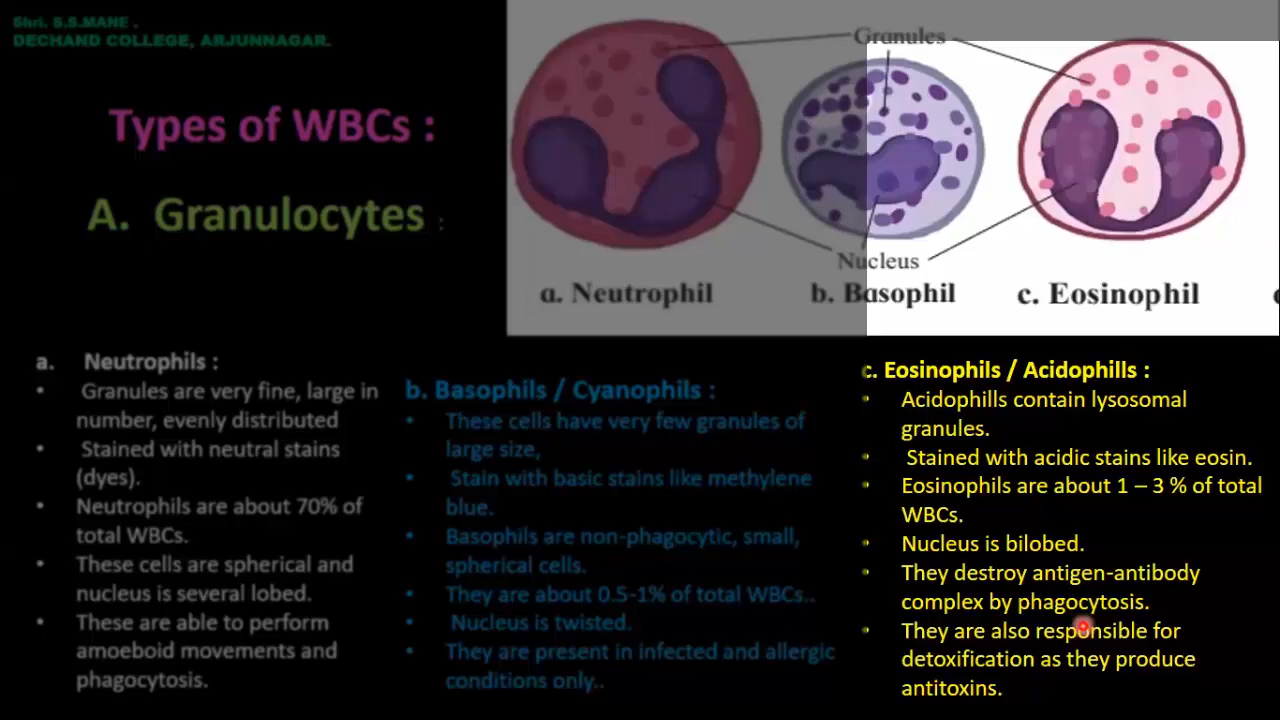 Shri. S.S.MANE .
DECHAND COLLEGE, ARJUNNAGAR.
Types of WBCs :
A. Granulocytes :
Granules
Nucleus
a. Neutrophil
b. Basophil
c. Eosinophil
a. Neutrophils :
• Granules are very fine, large in
number, evenly distributed
• Stained with neutral stains
(dyes).
• Neutrophils are about 70% of
total WBCs.
• These cells are spherical and
nucleus is several lobed.
• These are able to perform
amoeboid movements and
phagocytosis.
b. Basophils / Cyanophils :
• These cells have very few granules of
large size,
• Stain with basic stains like methylene
blue.
• Basophils are non-phagocytic, small,
spherical cells.
• They are about 0.5-1% of total WBCs..
• Nucleus is twisted.
• They are present in infected and allergic
conditions only..
c. Eosinophils / Acidophills :
• Acidophills contain lysosomal
granules.
• Stained with acidic stains like eosin.
• Eosinophils are about 1 – 3 % of total
WBCs.
• Nucleus is bilobed.
• They destroy antigen-antibody
complex by phagocytosis.
• They are also responsible for
detoxification as they produce
antitoxins.